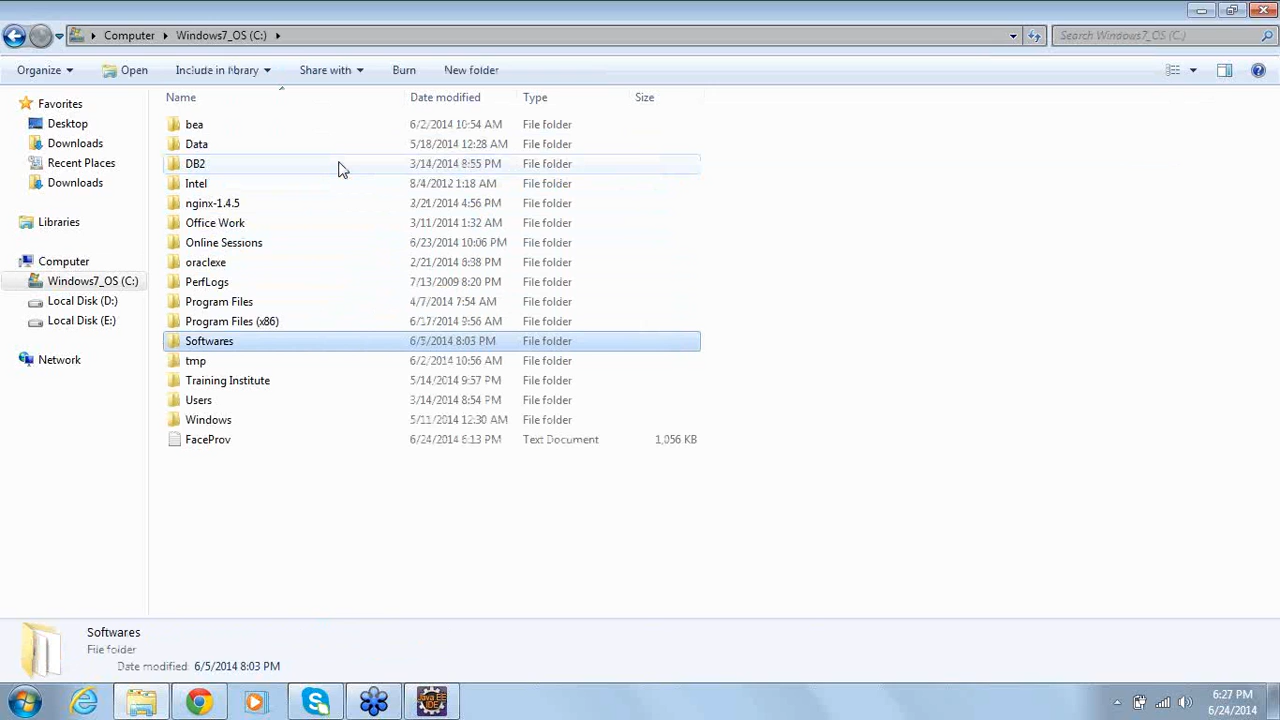 Computer Windows7_OS (C:) Search Windows7_OS (C:)
Organize Open Include in library Share with Burn New folder
Name Date modified Type Size
Favorites
Desktop
Downloads
Recent Places
Downloads
Libraries
Computer
Windows7_OS (C:)
Local Disk (D:)
Local Disk (E:)
Network
bea 6/2/2014 10:54 AM File folder
Data 5/18/2014 12:28 AM File folder
DB2 3/14/2014 8:55 PM File folder
Intel 8/4/2012 1:18 AM File folder
nginx-1.4.5 3/21/2014 4:56 PM File folder
Office Work 3/11/2014 1:32 AM File folder
Online Sessions 6/23/2014 10:06 PM File folder
oraclexe 2/21/2014 8:38 PM File folder
PerfLogs 7/13/2009 8:20 PM File folder
Program Files 4/7/2014 7:54 AM File folder
Program Files (x86) 6/17/2014 9:56 AM File folder
Softwares 6/5/2014 8:03 PM File folder
tmp 6/2/2014 10:56 AM File folder
Training Institute 5/14/2014 9:57 PM File folder
Users 3/14/2014 8:54 PM File folder
Windows 5/11/2014 12:30 AM File folder
FaceProv 6/24/2014 6:13 PM Text Document 1,056 KB
Softwares
File folder
Date modified: 6/5/2014 8:03 PM
Java EE
IDE
6:27 PM
6/24/2014